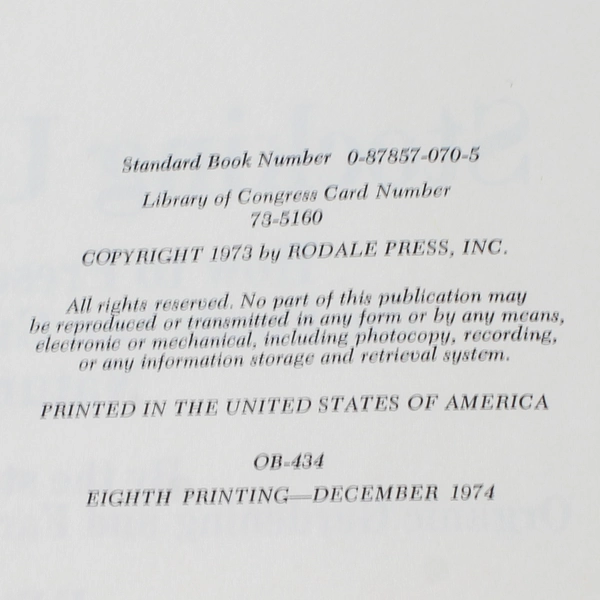 Standard Book Number 0-87857-070-5
Library of Congress Card Number
73-5160
COPYRIGHT 1973 by RODALE PRESS, INC.
All rights reserved. No part of this publication may
be reproduced or transmitted in any form or by any means,
electronic or mechanical, including photocopy, recording,
or any information storage and retrieval system.
PRINTED IN THE UNITED STATES OF AMERICA
OB-434
EIGHTH PRINTING—DECEMBER 1974